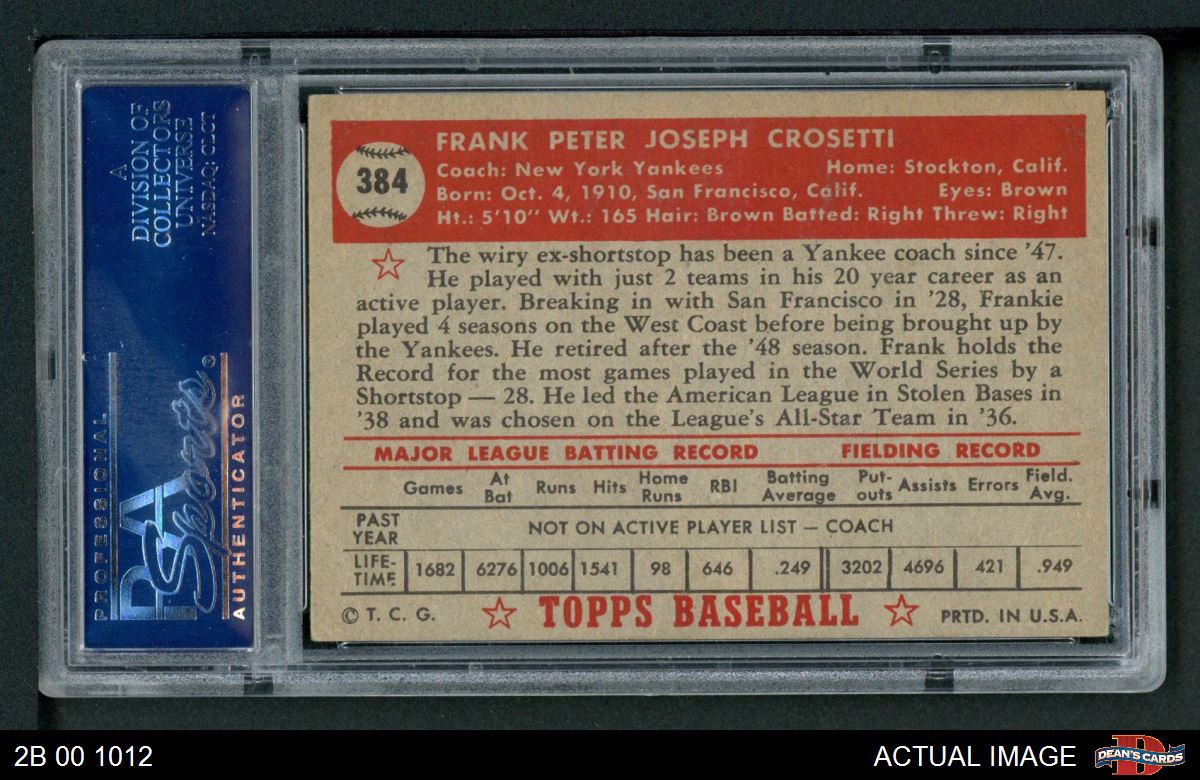 A
DIVISION OF
COLLECTORS
UNIVERSE
NASDAQ: CLCT
PROFESSIONAL
PSA
Sports®
AUTHENTICATOR
384
FRANK PETER JOSEPH CROSETTI
Coach: New York Yankees Home: Stockton, Calif.
Born: Oct. 4, 1910, San Francisco, Calif. Eyes: Brown
Ht.: 5'10" Wt.: 165 Hair: Brown Batted: Right Threw: Right
The wiry ex-shortstop has been a Yankee coach since '47.
He played with just 2 teams in his 20 year career as an
active player. Breaking in with San Francisco in '28, Frankie
played 4 seasons on the West Coast before being brought up by
the Yankees. He retired after the '48 season. Frank holds the
Record for the most games played in the World Series by a
Shortstop — 28. He led the American League in Stolen Bases in
'38 and was chosen on the League's All-Star Team in '36.
MAJOR LEAGUE BATTING RECORD FIELDING RECORD
Games At Bat Runs Hits Home Runs RBI Batting Average Put-outs Assists Errors Field. Avg.
PAST YEAR NOT ON ACTIVE PLAYER LIST — COACH
LIFE-TIME 1682 6276 1006 1541 98 646 .249 3202 4696 421 .949
© T. C. G. TOPPS BASEBALL PRTD. IN U.S.A.
2B 00 1012 ACTUAL IMAGE DEAN'S CARDS